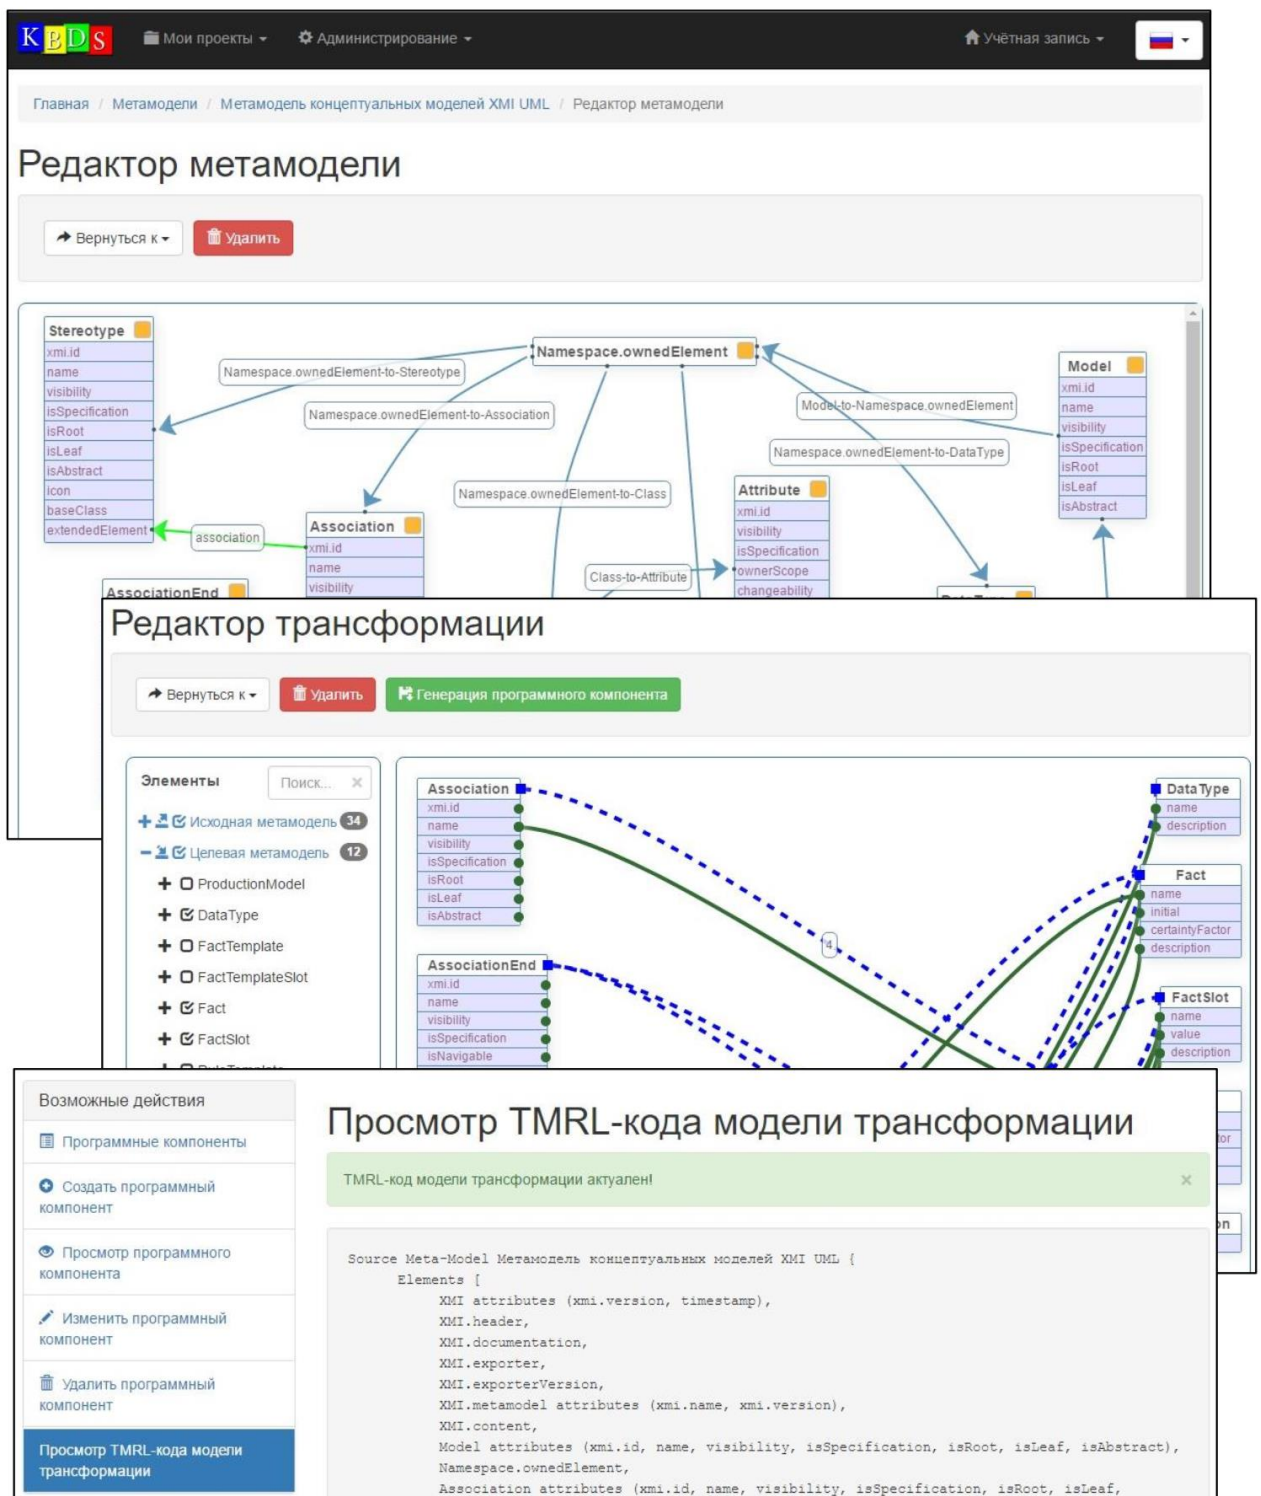 KBDS
Мои проекты
Администрирование
Учётная запись
Главная / Метамодели / Метамодель концептуальных моделей XMI UML / Редактор метамодели
Редактор метамодели
Вернуться к
Удалить
Stereotype
xmi.id
name
visibility
isSpecification
isRoot
isLeaf
isAbstract
icon
baseClass
extendedElement
Namespace.ownedElement-to-Stereotype
Namespace.ownedElement-to-Association
Namespace.ownedElement
Namespace.ownedElement-to-Class
Model-to-Namespace.ownedElement
Namespace.ownedElement-to-DataType
Model
xmi.id
name
visibility
isSpecification
isRoot
isLeaf
isAbstract
association
Association
xmi.id
name
visibility
Attribute
xmi.id
visibility
isSpecification
ownerScope
changeability
Class-to-Attribute
AssociationEnd
Редактор трансформации
Вернуться к
Удалить
Генерация программного компонента
Элементы
Поиск...
Исходная метамодель 34
Целевая метамодель 12
ProductionModel
DataType
FactTemplate
FactTemplateSlot
Fact
FactSlot
Association
xmi.id
name
visibility
isSpecification
isRoot
isLeaf
isAbstract
AssociationEnd
xmi.id
name
visibility
isSpecification
isNavigable
4
DataType
name
description
Fact
name
initial
certaintyFactor
description
FactSlot
name
value
description
Возможные действия
Программные компоненты
Создать программный
компонент
Просмотр программного
компонента
Изменить программный
компонент
Удалить программный
компонент
Просмотр TMRL-кода модели
трансформации
Просмотр TMRL-кода модели трансформации
TMRL-код модели трансформации актуален!
Source Meta-Model Метамодель концептуальных моделей XMI UML {
Elements [
XMI attributes (xmi.version, timestamp),
XMI.header,
XMI.documentation,
XMI.exporter,
XMI.exporterVersion,
XMI.metamodel attributes (xmi.name, xmi.version),
XMI.content,
Model attributes (xmi.id, name, visibility, isSpecification, isRoot, isLeaf, isAbstract),
Namespace.ownedElement,
Association attributes (xmi.id, name, visibility, isSpecification, isRoot, isLeaf,